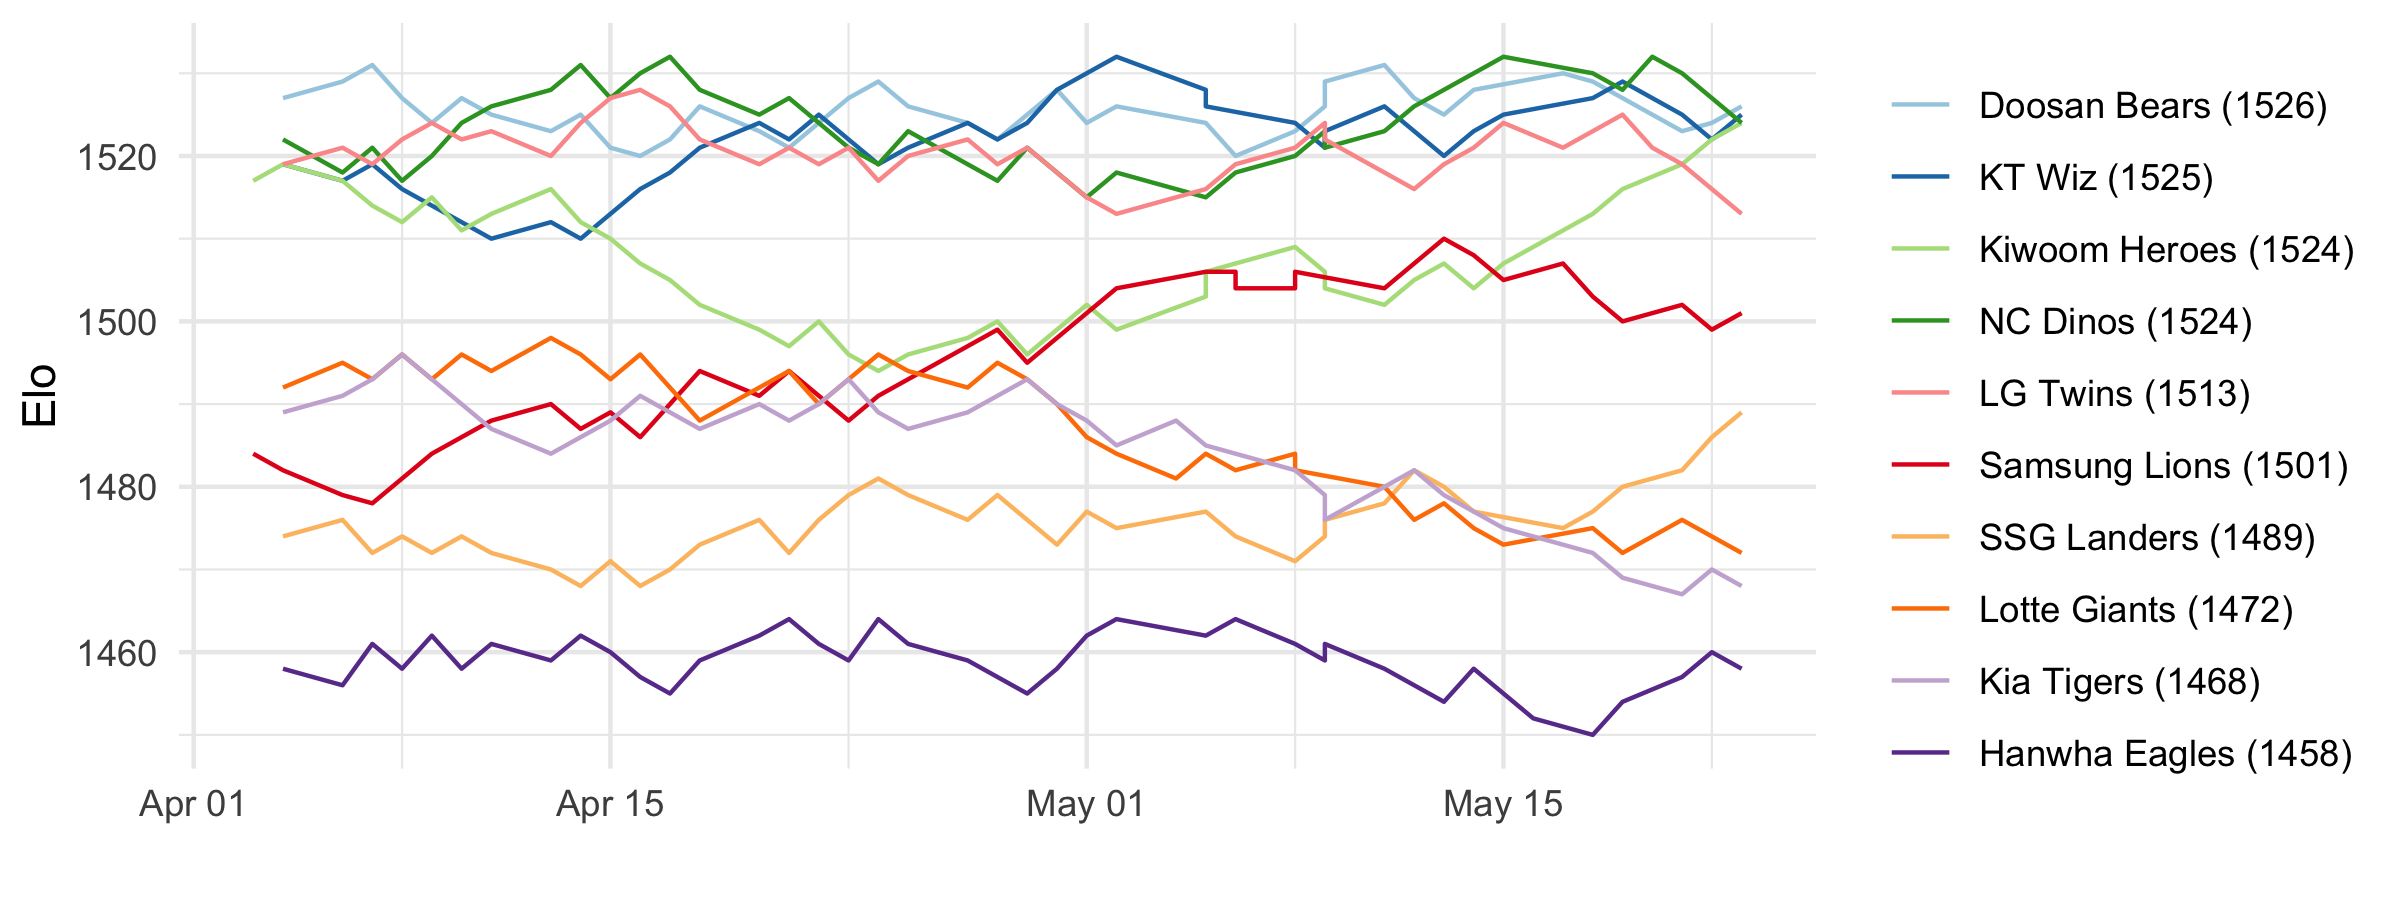 Elo
1520
1500
1480
1460
Apr 01
Apr 15
May 01
May 15
Doosan Bears (1526)
KT Wiz (1525)
Kiwoom Heroes (1524)
NC Dinos (1524)
LG Twins (1513)
Samsung Lions (1501)
SSG Landers (1489)
Lotte Giants (1472)
Kia Tigers (1468)
Hanwha Eagles (1458)